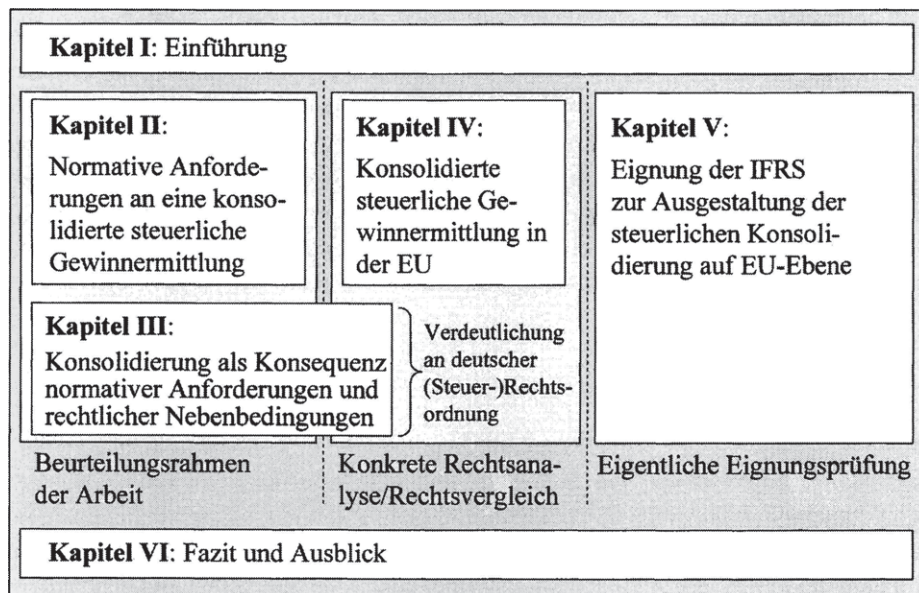 Kapitel I: Einführung
Kapitel II:
Normative Anforde-
rungen an eine konso-
lidierte steuerliche
Gewinnermittlung
Kapitel III:
Konsolidierung als Konsequenz
normativer Anforderungen und
rechtlicher Nebenbedingungen
Verdeutlichung
an deutscher
(Steuer-)Rechts-
ordnung
Beurteilungsrahmen
der Arbeit
Kapitel IV:
Konsolidierte
steuerliche Ge-
winnermittlung in
der EU
Konkrete Rechtsana-
lyse/Rechtsvergleich
Kapitel V:
Eignung der IFRS
zur Ausgestaltung der
steuerlichen Konsoli-
dierung auf EU-Ebene
Eigentliche Eignungsprüfung
Kapitel VI: Fazit und Ausblick